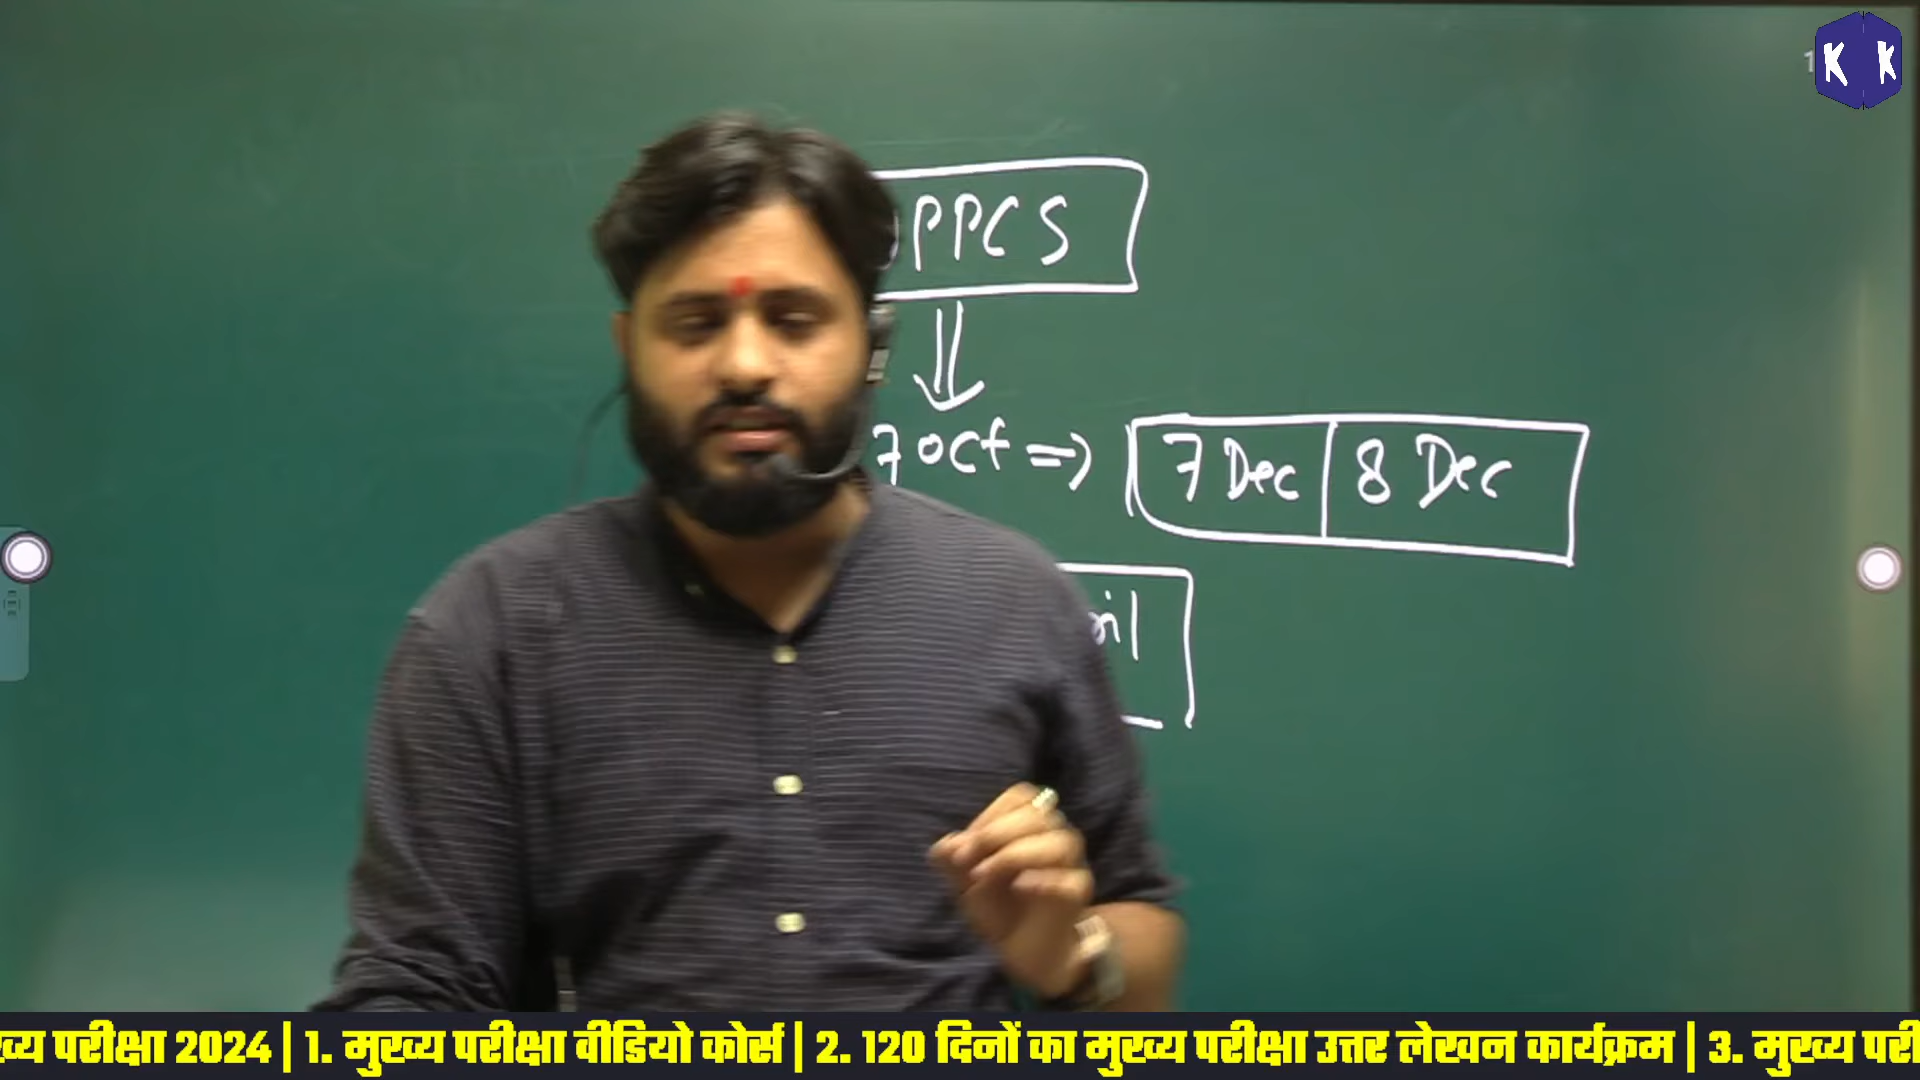 K K
PPCS
7 oct ⇒ 7 Dec | 8 Dec
परीक्षा 2024 | 1. मुख्य परीक्षा वीडियो कोर्स | 2. 120 दिनों का मुख्य परीक्षा उत्तर लेखन कार्यक्रम | 3. मुख्य